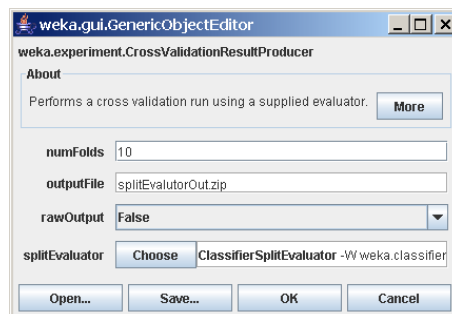 weka.gui.GenericObjectEditor
weka.experiment.CrossValidationResultProducer
About
Performs a cross validation run using a supplied evaluator. More
numFolds 10
outputFile splitEvalutorOut.zip
rawOutput False
splitEvaluator Choose ClassifierSplitEvaluator -W weka.classifier
Open... Save... OK Cancel